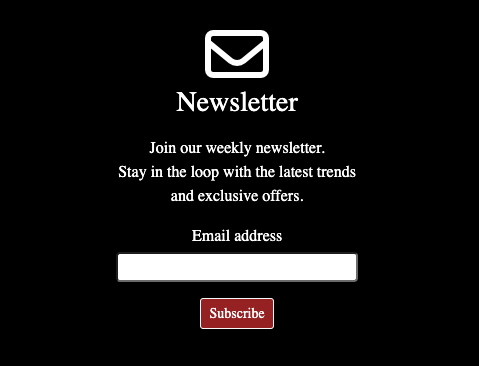 Newsletter
Join our weekly newsletter.
Stay in the loop with the latest trends
and exclusive offers.
Email address
Subscribe